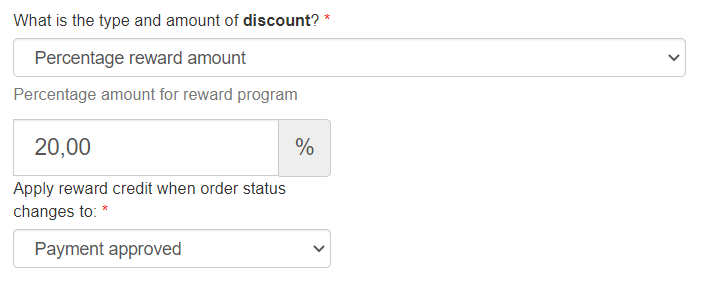 What is the type and amount of discount? *
Percentage reward amount
Percentage amount for reward program
20,00 %
Apply reward credit when order status
changes to: *
Payment approved